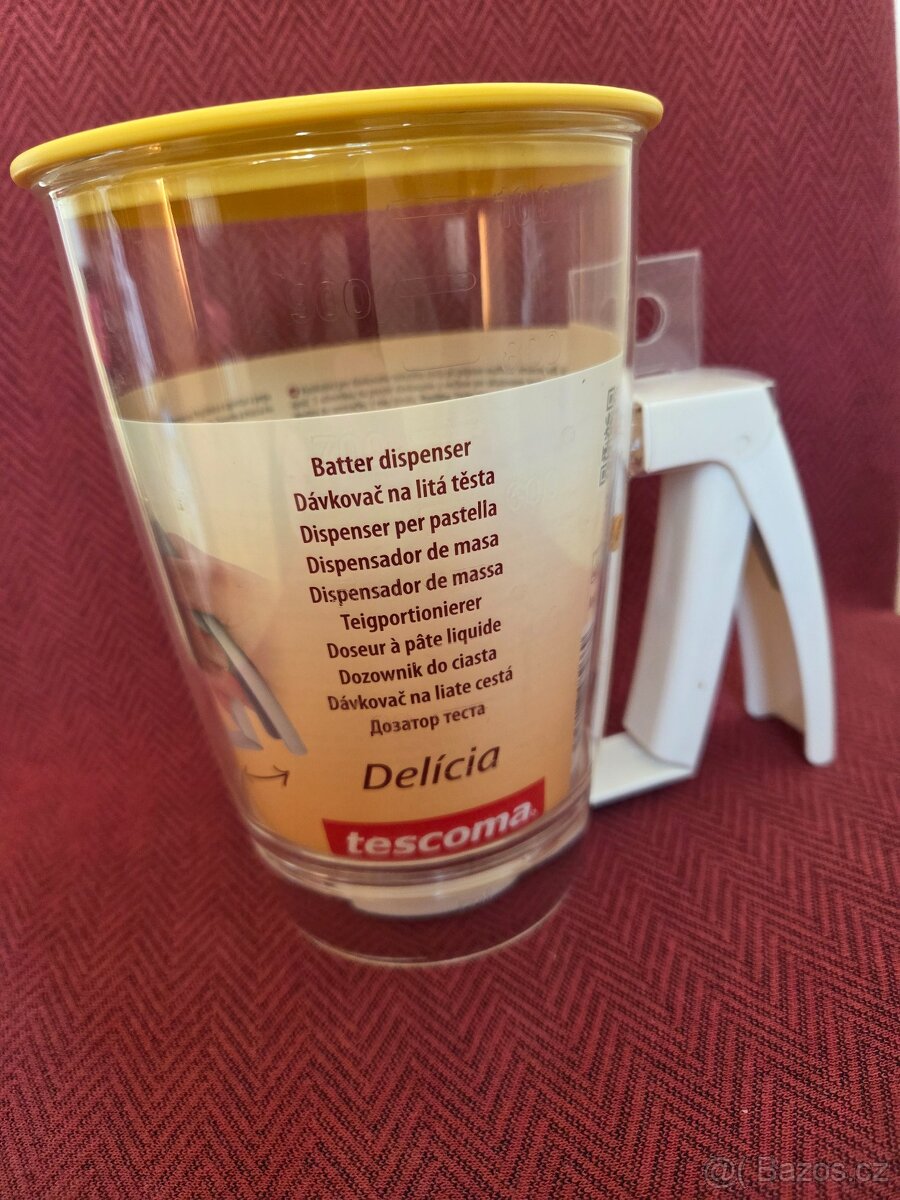 900
Batter dispenser
Dávkovač na litá těsta
Dispenser per pastella
Dispensador de masa
Dispensador de massa
Teigportionierer
Doseur à pâte liquide
Dozownik do ciasta
Dávkovač na liate cestá
Дозатор теста
Delícia
tescoma
Bazos.cz